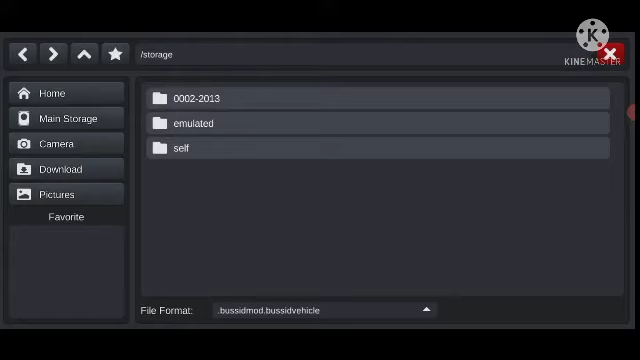 /storage
KINEMASTER
Home
Main Storage
Camera
Download
Pictures
Favorite
0002-2013
emulated
self
File Format:
.bussidmod.bussidvehicle